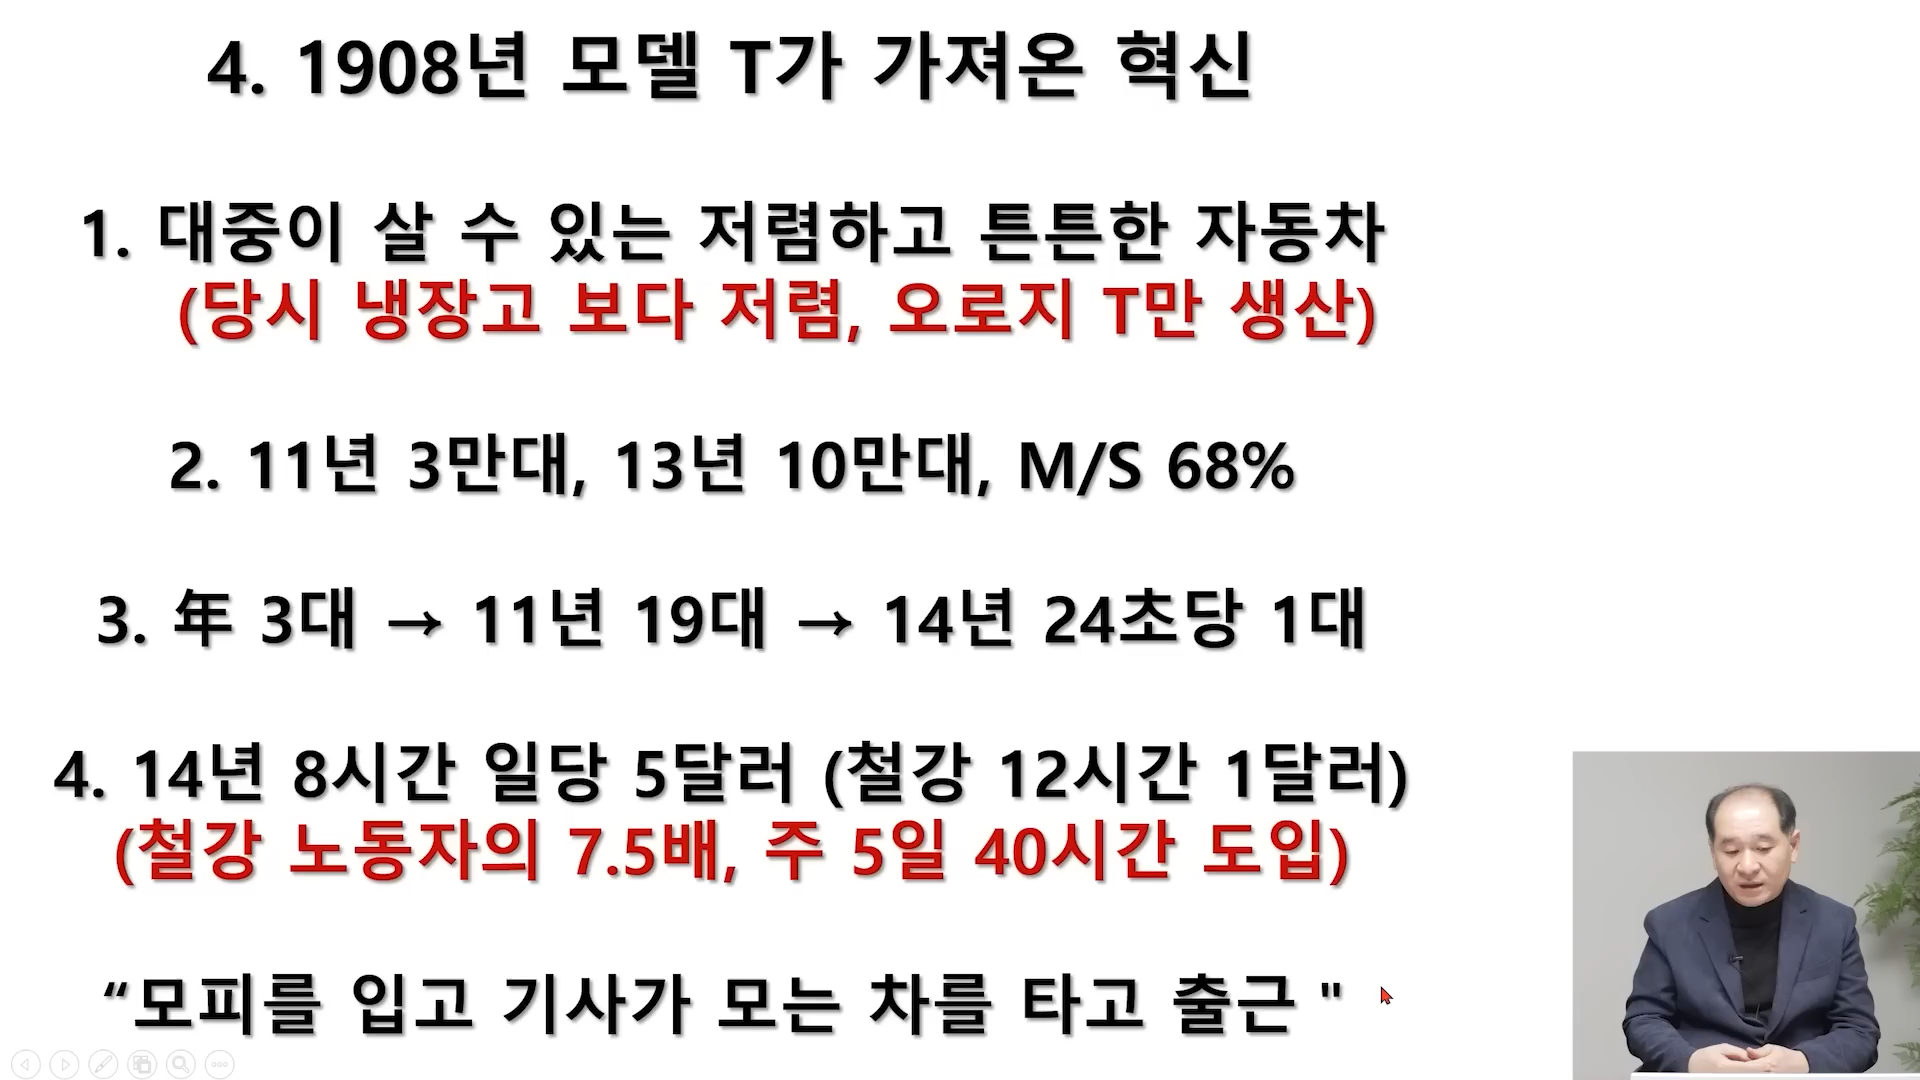 4. 1908년 모델 T가 가져온 혁신
1. 대중이 살 수 있는 저렴하고 튼튼한 자동차
(당시 냉장고 보다 저렴, 오로지 T만 생산)
2. 11년 3만대, 13년 10만대, M/S 68%
3. 年 3대 → 11년 19대 → 14년 24초당 1대
4. 14년 8시간 일당 5달러 (철강 12시간 1달러)
(철강 노동자의 7.5배, 주 5일 40시간 도입)
“모피를 입고 기사가 모는 차를 타고 출근 "